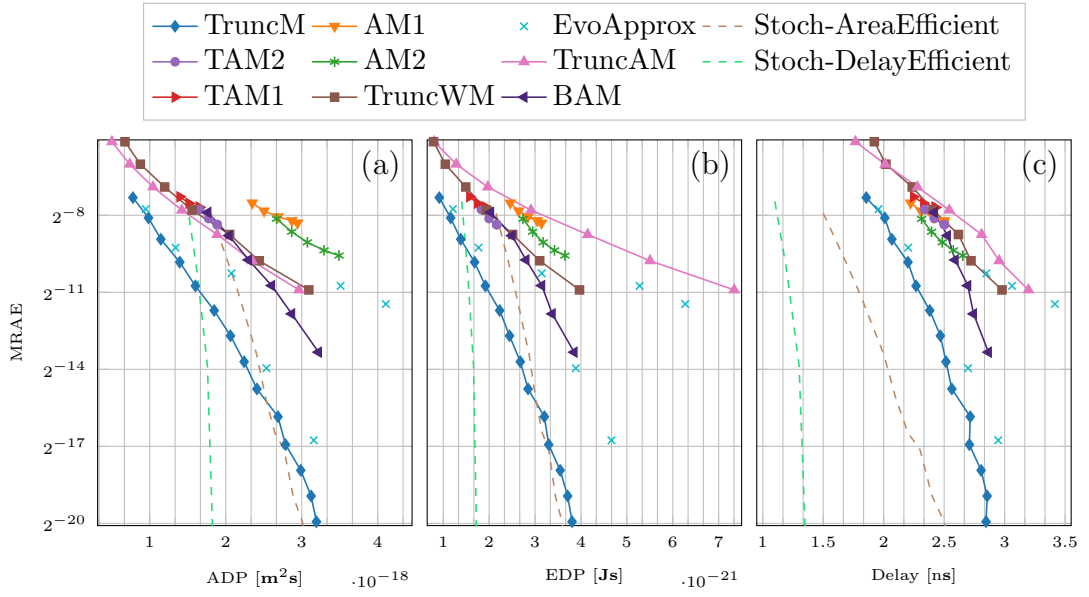 TruncM AM1 EvoApprox Stoch-AreaEfficient
TAM2 AM2 TruncAM Stoch-DelayEfficient
TAM1 TruncWM BAM
(a) (b) (c)
MRAE
2^−8
2^−11
2^−14
2^−17
2^−20
1 2 3 4
ADP [m²s]
·10^−18
1 2 3 4 5 6 7
EDP [Js]
·10^−21
1 1.5 2 2.5 3 3.5
Delay [ns]